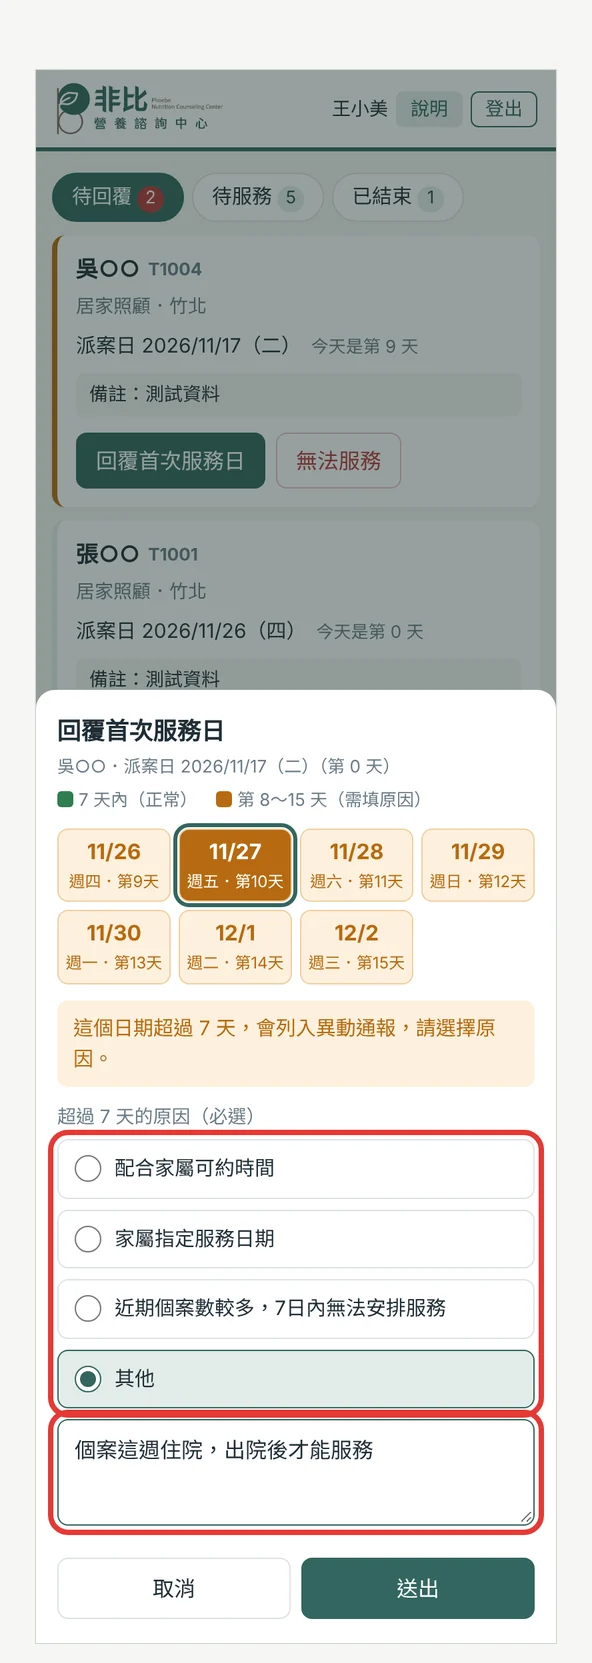 非比
Phoebe
Nutrition Counseling Center
營養諮詢中心
王小美
說明
登出
待回覆 2
待服務 5
已結束 1
吳〇〇 T1004
居家照顧・竹北
派案日 2026/11/17（二） 今天是第 9 天
備註：測試資料
回覆首次服務日
無法服務
張〇〇 T1001
居家照顧・竹北
派案日 2026/11/26（四） 今天是第 0 天
備註：測試資料
回覆首次服務日
吳〇〇・派案日 2026/11/17（二）（第 0 天）
7 天內（正常） 第 8～15 天（需填原因）
11/26
週四・第9天
11/27
週五・第10天
11/28
週六・第11天
11/29
週日・第12天
11/30
週一・第13天
12/1
週二・第14天
12/2
週三・第15天
這個日期超過 7 天，會列入異動通報，請選擇原
因。
超過 7 天的原因（必選）
配合家屬可約時間
家屬指定服務日期
近期個案數較多，7日內無法安排服務
其他
個案這週住院，出院後才能服務
取消
送出